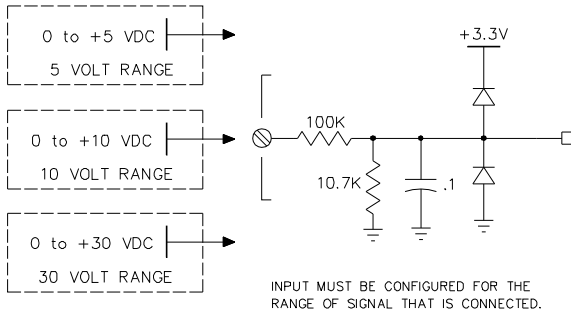 0 to +5 VDC
5 VOLT RANGE
0 to +10 VDC
10 VOLT RANGE
0 to +30 VDC
30 VOLT RANGE
+3.3V
100K
10.7K
.1
INPUT MUST BE CONFIGURED FOR THE
RANGE OF SIGNAL THAT IS CONNECTED.